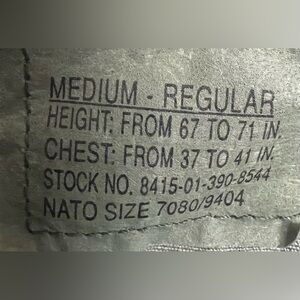 MEDIUM - REGULAR
HEIGHT: FROM 67 TO 71 IN.
CHEST: FROM 37 TO 41 IN.
STOCK NO. 8415-01-390-8544
NATO SIZE 7080/9404